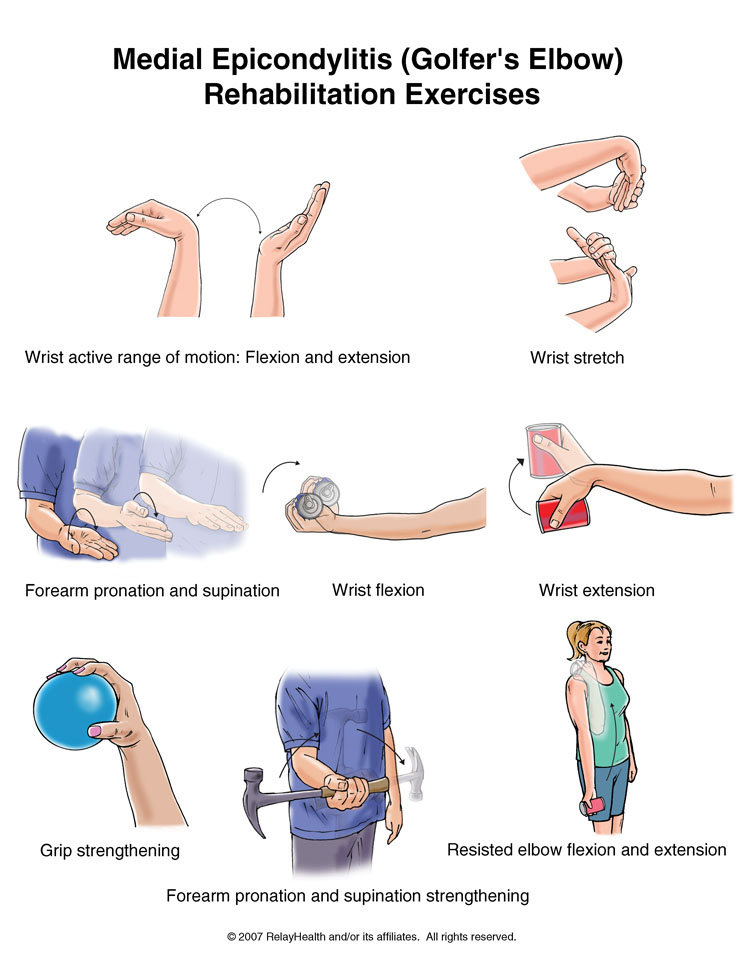 Medial Epicondylitis (Golfer's Elbow)
Rehabilitation Exercises
Wrist active range of motion: Flexion and extension
Wrist stretch
Forearm pronation and supination
Wrist flexion
Wrist extension
Grip strengthening
Resisted elbow flexion and extension
Forearm pronation and supination strengthening
© 2007 RelayHealth and/or its affiliates.  All rights reserved.